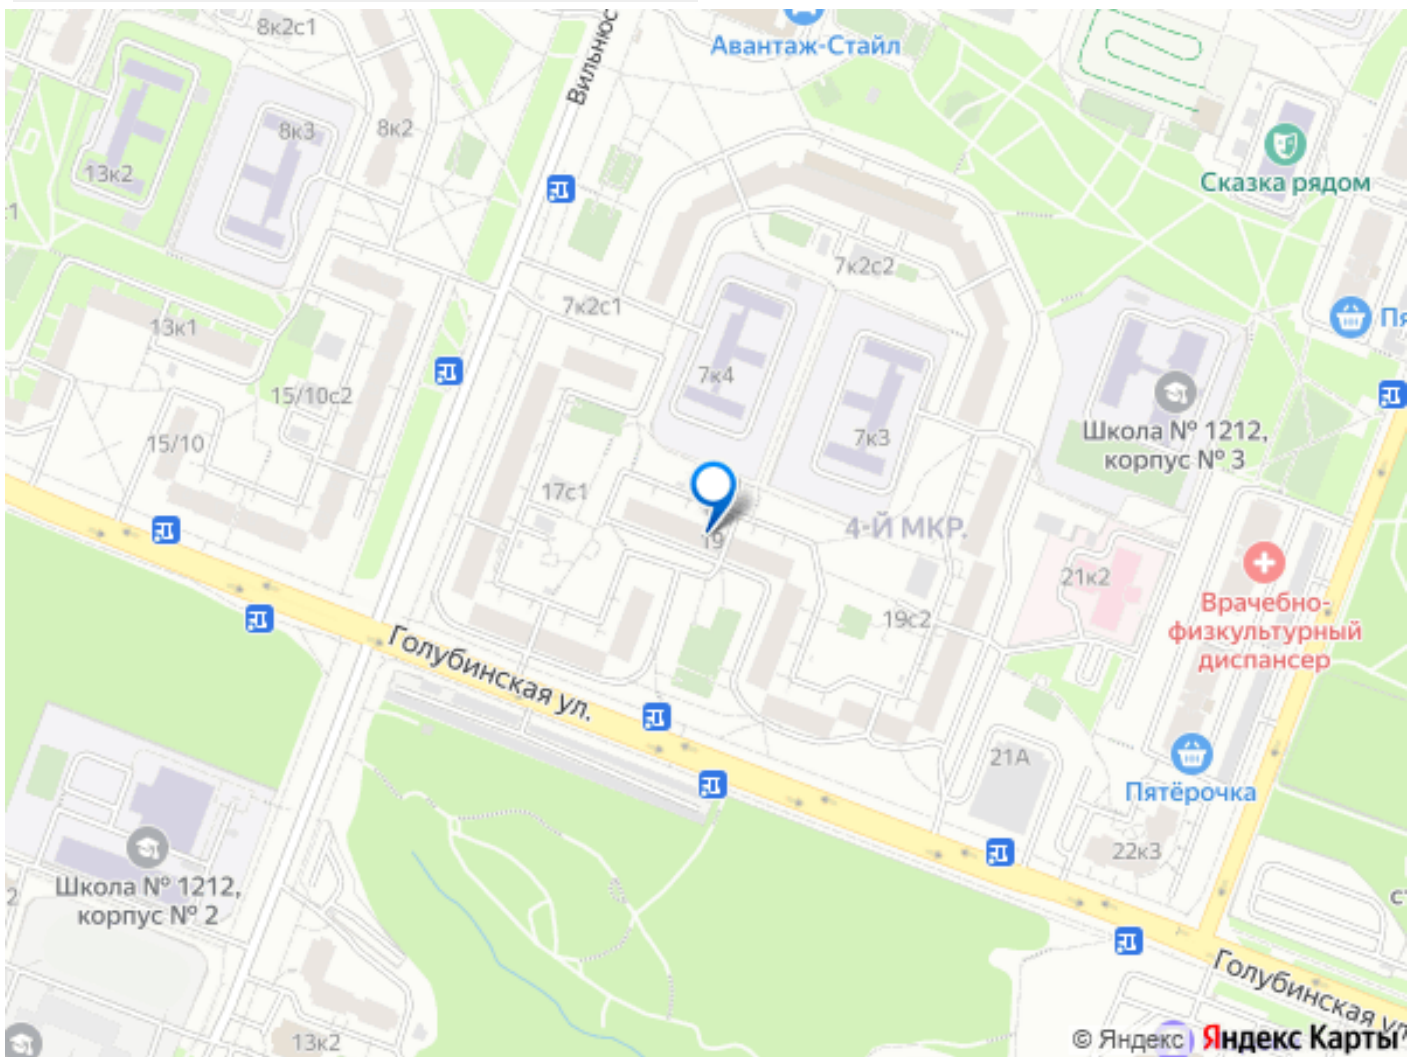 8к2с1
Вильнюс
Авантаж-Стайл
8к3
8к2
13к2
Сказка рядом
7к2с2
7к2с1
13к1
7к4
15/10с2
7к3
15/10
Школа № 1212,
корпус № 3
17с1
19
4-Й МКР.
21к2
Врачебно-
физкультурный
диспансер
19с2
Голубинская ул.
21А
Пятёрочка
22к3
Школа № 1212,
корпус № 2
Голубинская ул
13к2
© Яндекс Яндекс Карты